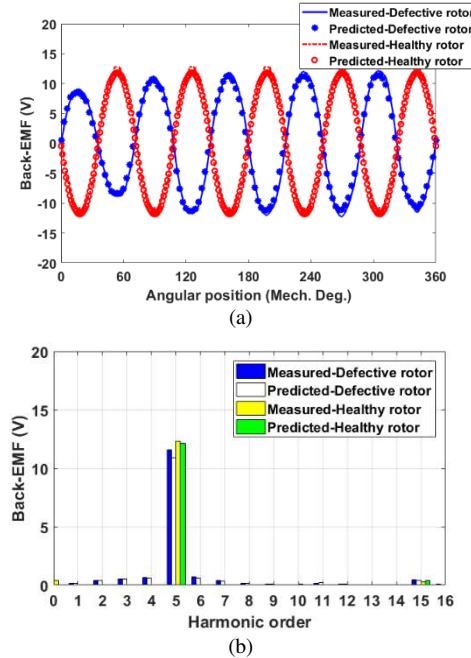 Measured-Defective rotor
Predicted-Defective rotor
Measured-Healthy rotor
Predicted-Healthy rotor
20
15
10
5
0
-5
-10
-15
-20
Back-EMF (V)
0 60 120 180 240 300 360
Angular position (Mech. Deg.)
(a)
Measured-Defective rotor
Predicted-Defective rotor
Measured-Healthy rotor
Predicted-Healthy rotor
20
15
10
5
0
Back-EMF (V)
0 1 2 3 4 5 6 7 8 9 10 11 12 13 14 15 16
Harmonic order
(b)